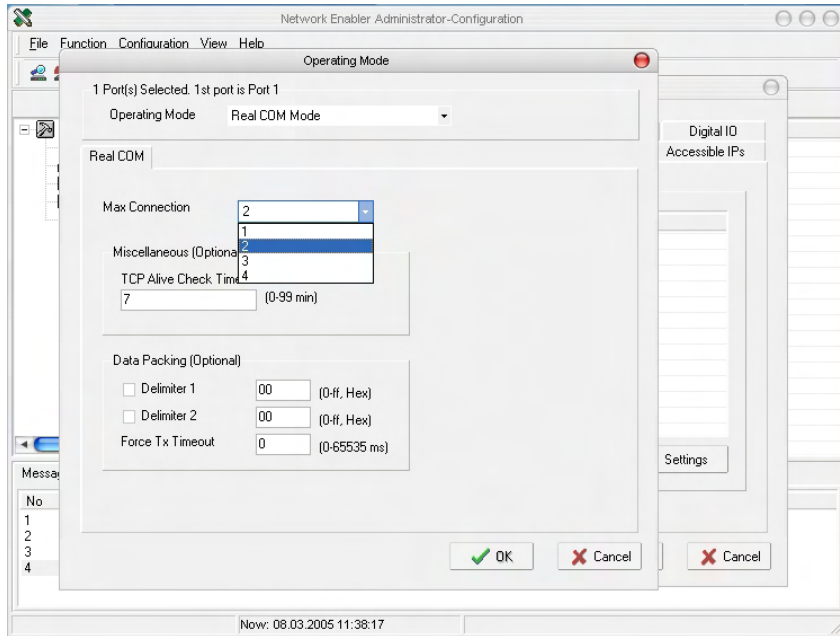 Network Enabler Administrator-Configuration
File Function Configuration View Help
Operating Mode
1 Port(s) Selected. 1st port is Port 1
Operating Mode Real COM Mode
Digital IO
Accessible IPs
Real COM
Max Connection 2
1
2
3
4
Miscellaneous (Optional
TCP Alive Check Time
7 (0-99 min)
Data Packing (Optional)
Delimiter 1 00 (0-ff, Hex)
Delimiter 2 00 (0-ff, Hex)
Force Tx Timeout 0 (0-65535 ms)
Settings
OK Cancel Cancel
Messag
No
1
2
3
4
Now: 08.03.2005 11:38:17